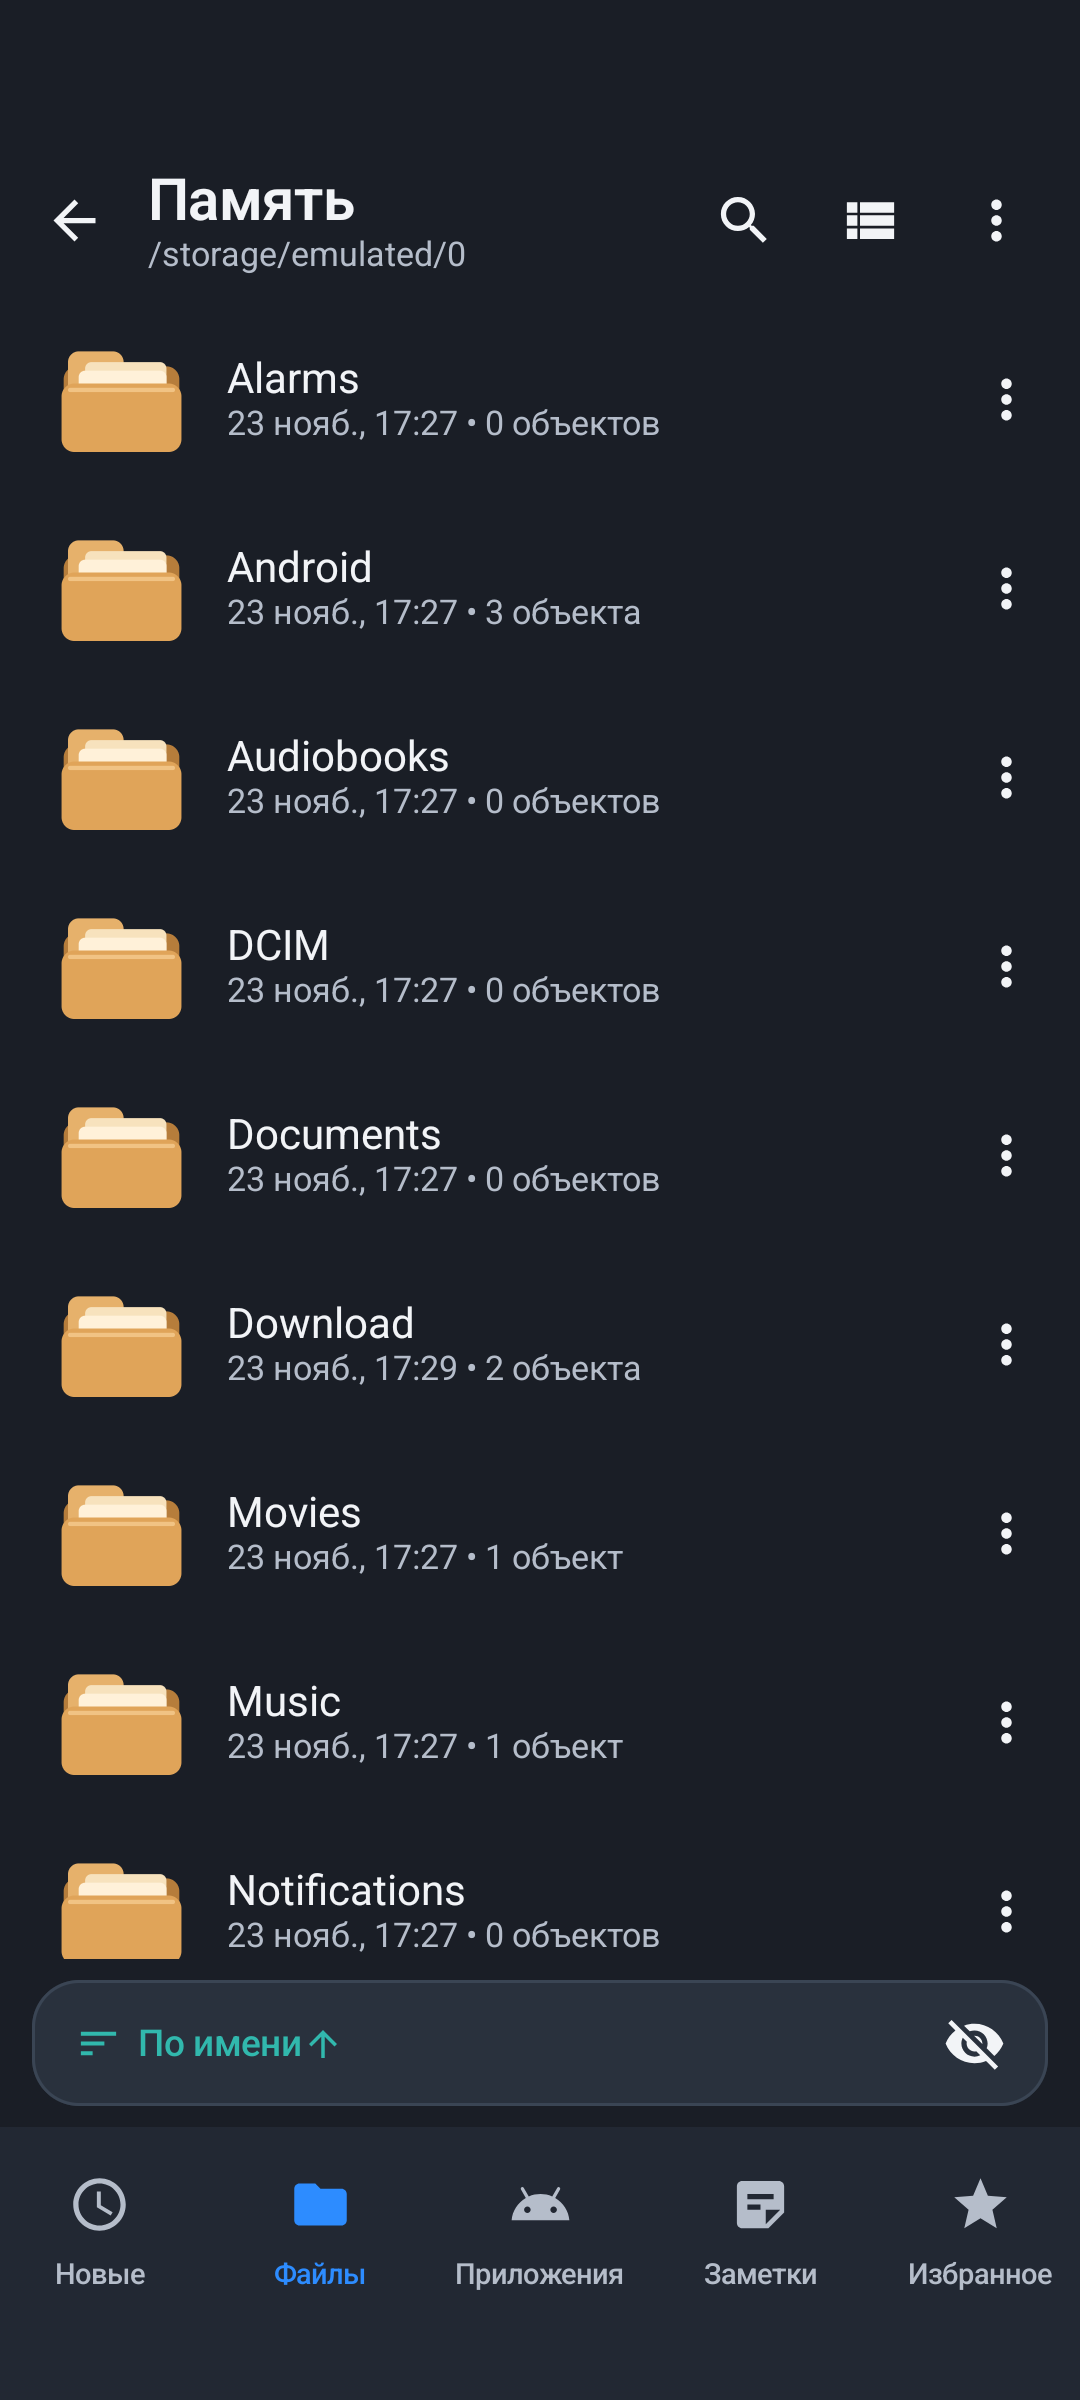 Память
/storage/emulated/0
Alarms
23 нояб., 17:27 • 0 объектов
Android
23 нояб., 17:27 • 3 объекта
Audiobooks
23 нояб., 17:27 • 0 объектов
DCIM
23 нояб., 17:27 • 0 объектов
Documents
23 нояб., 17:27 • 0 объектов
Download
23 нояб., 17:29 • 2 объекта
Movies
23 нояб., 17:27 • 1 объект
Music
23 нояб., 17:27 • 1 объект
Notifications
23 нояб., 17:27 • 0 объектов
По имени ↑
Новые
Файлы
Приложения
Заметки
Избранное